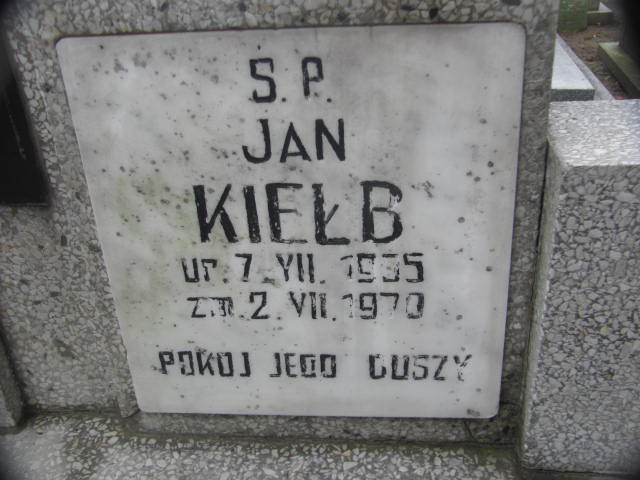 S. P.
JAN
KIEŁB
ur. 7. VII. 1935
zm. 2. VII. 1970
POKOJ JEGO DUSZY